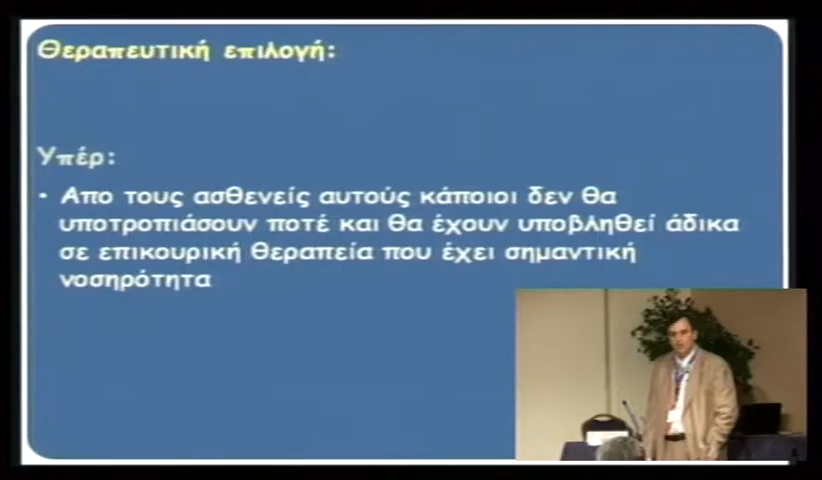 Θεραπευτική επιλογή:
Υπέρ:
• Απο τους ασθενείς αυτούς κάποιοι δεν θα
υποτροπιάσουν ποτέ και θα έχουν υποβληθεί άδικα
σε επικουρική θεραπεία που έχει σημαντική
νοσηρότητα